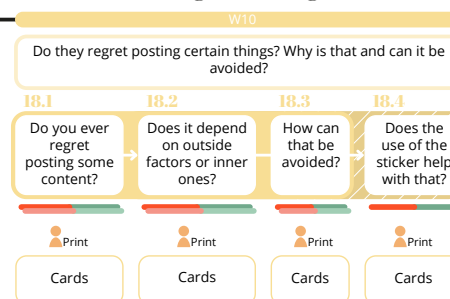 W10
Do they regret posting certain things? Why is that and can it be
avoided?
18.1
18.2
18.3
18.4
Do you ever
regret
posting some
content?
Does it depend
on outside
factors or inner
ones?
How can
that be
avoided?
Does the
use of the
sticker help
with that?
Print
Print
Print
Print
Cards
Cards
Cards
Cards